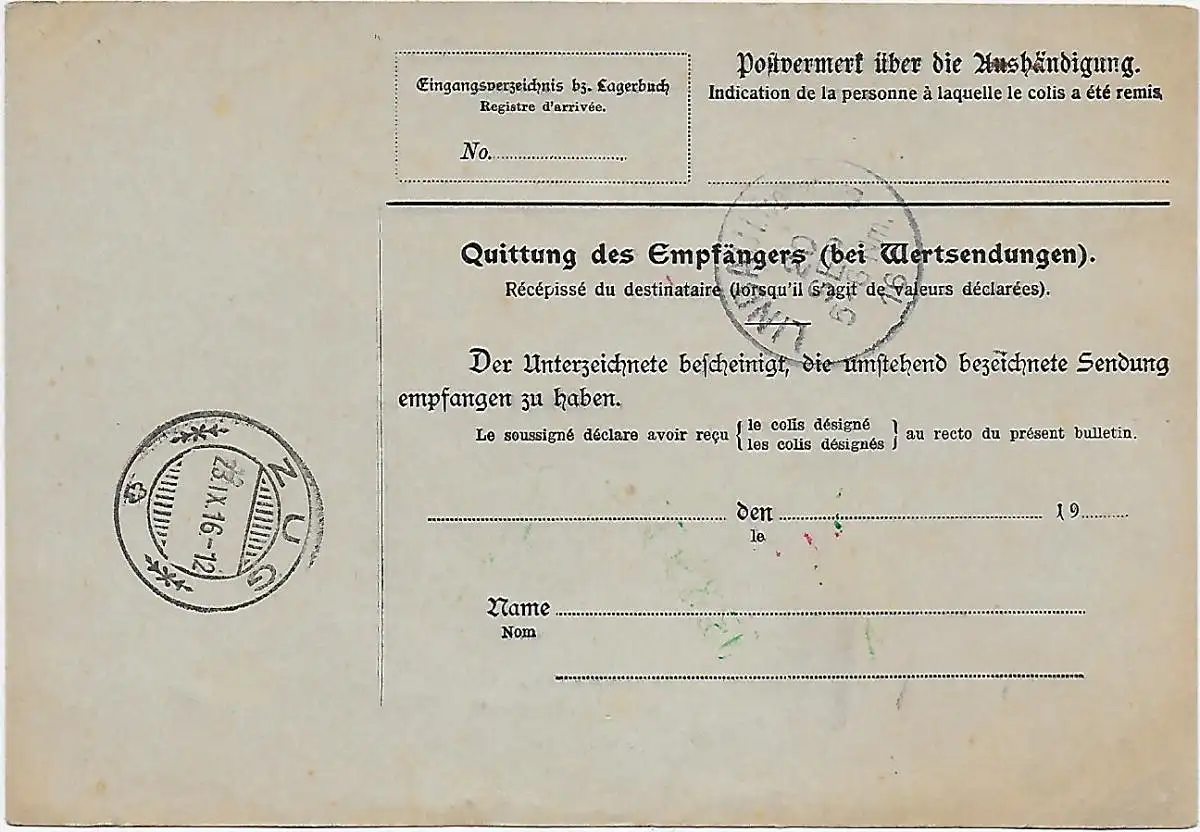 Eingangsverzeichnis bz. Lagerbuch
Registre d'arrivée.
No.
Postvermerk über die Aushändigung.
Indication de la personne à laquelle le colis a été remis.
Quittung des Empfängers (bei Wertsendungen).
Récépissé du destinataire (lorsqu'il s'agit de valeurs déclarées).
Der Unterzeichnete bescheinigt, die umstehend bezeichnete Sendung
empfangen zu haben.
Le soussigné déclare avoir reçu { le colis désigné
les colis désignés } au recto du présent bulletin.
den 19
le
Name
Nom
ZUG
23.IX.16.-12
20
SEP
16